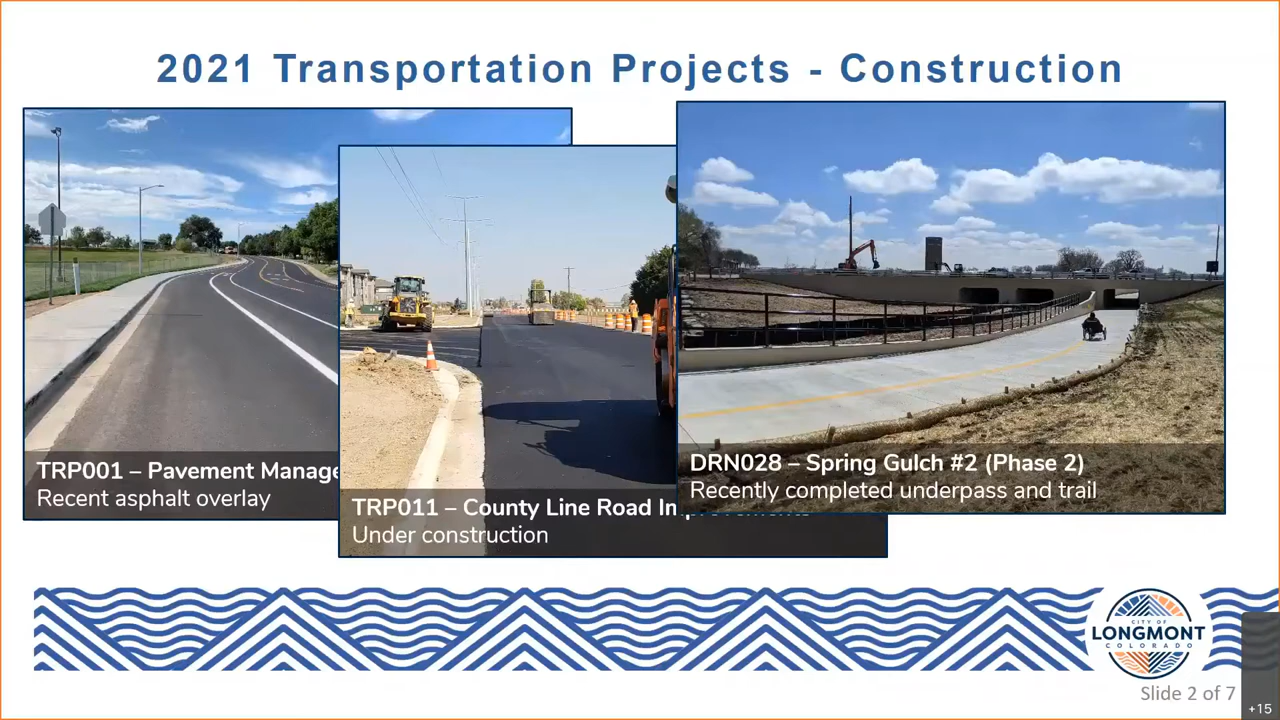 2021 Transportation Projects - Construction
TRP001 – Pavement Manage
Recent asphalt overlay
TRP011 – County Line Road Improvements
Under construction
DRN028 – Spring Gulch #2 (Phase 2)
Recently completed underpass and trail
CITY OF
LONGMONT
COLORADO
Slide 2 of 7
+15